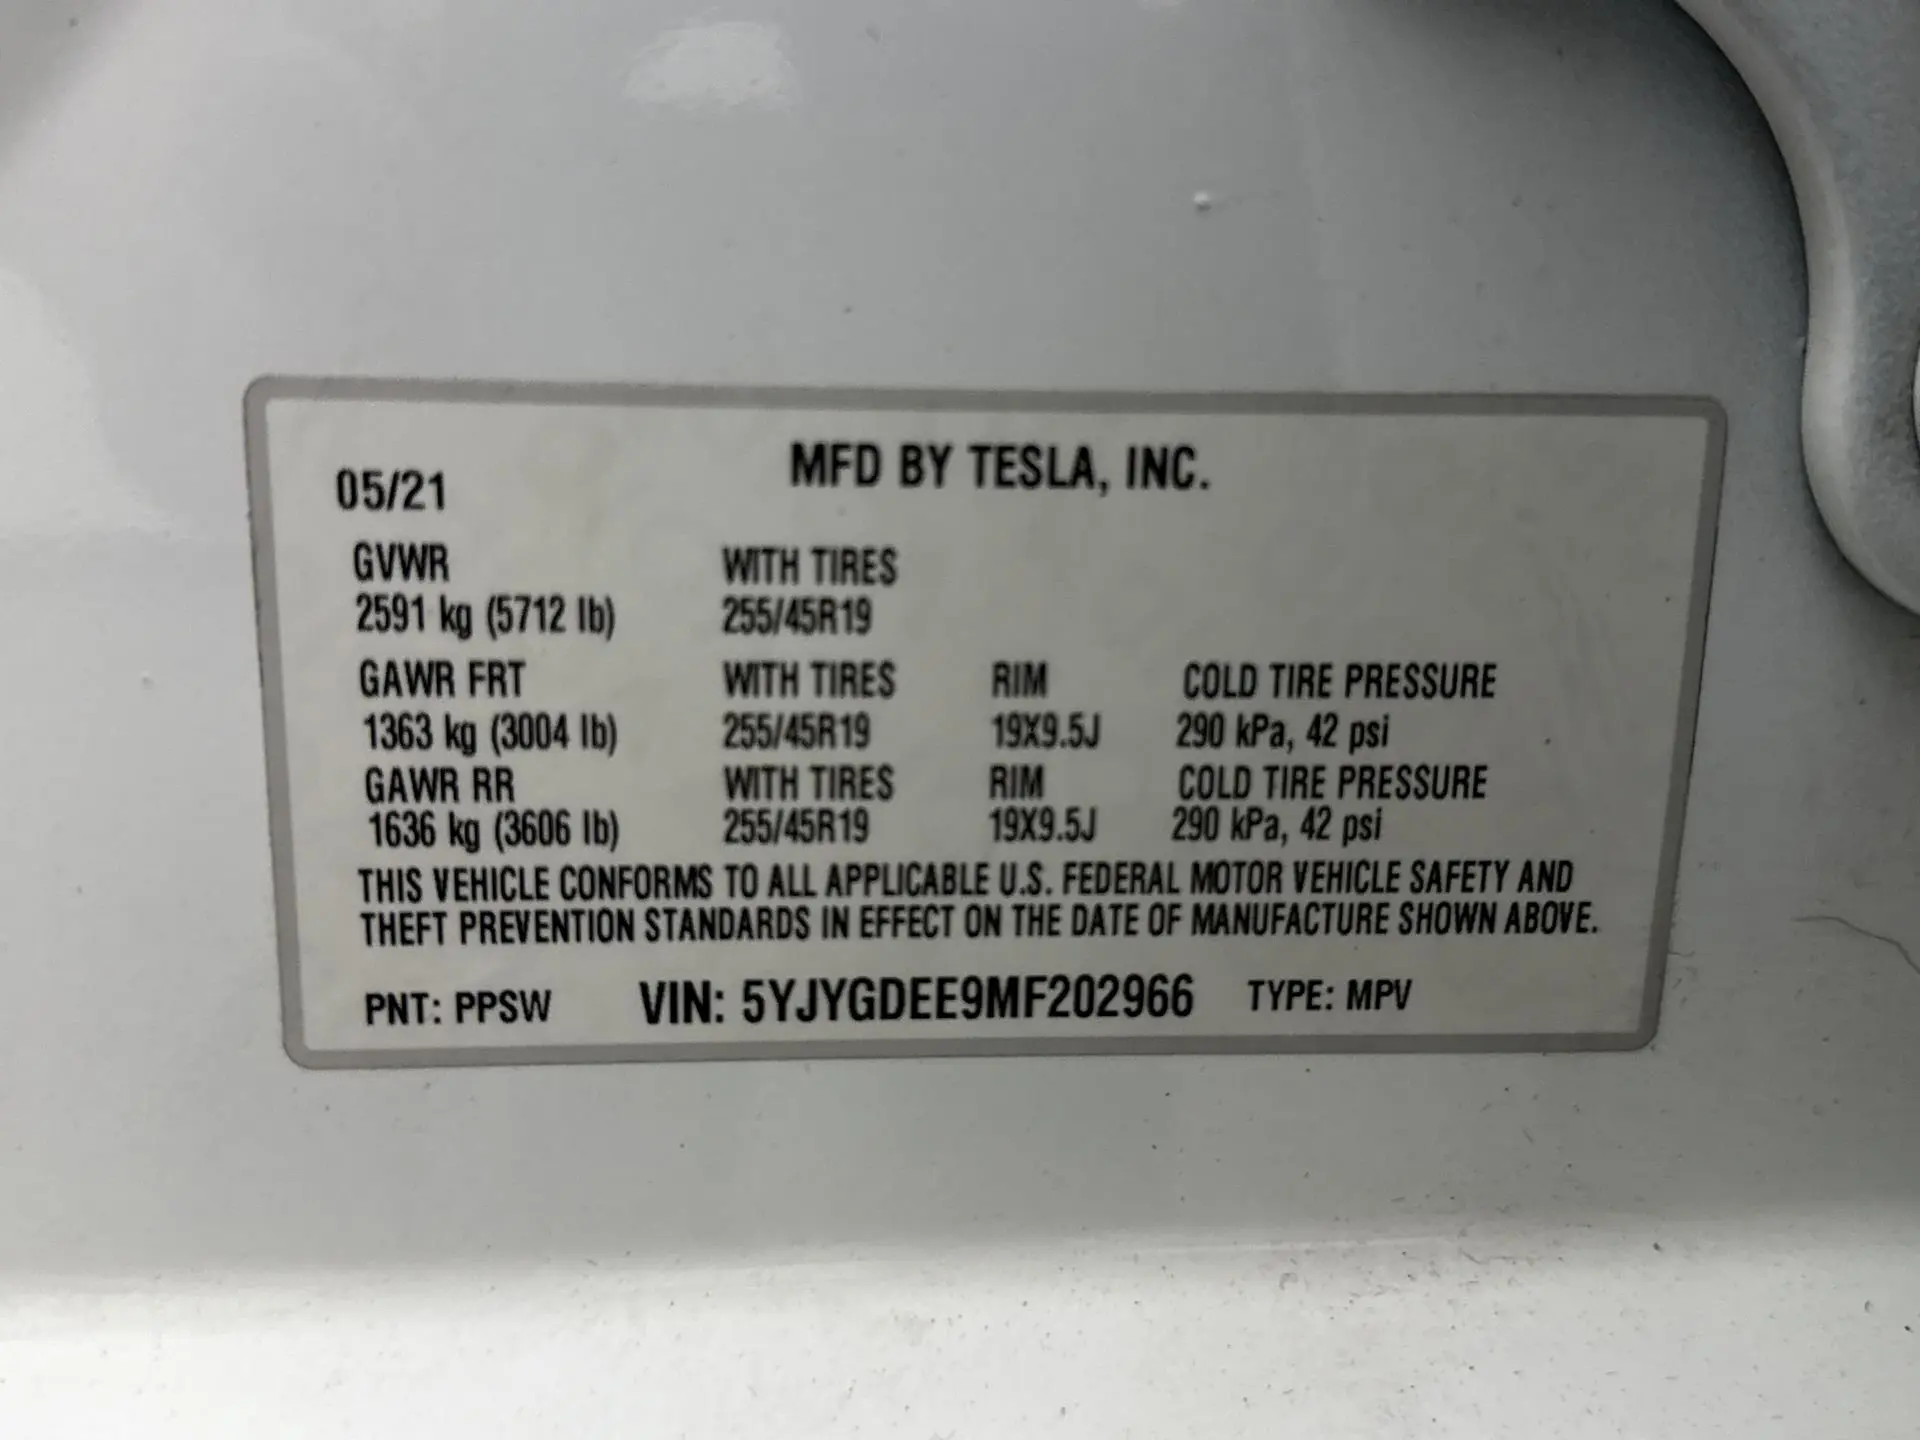 MFD BY TESLA, INC.
05/21
GVWR WITH TIRES
2591 kg (5712 lb) 255/45R19
GAWR FRT WITH TIRES RIM COLD TIRE PRESSURE
1363 kg (3004 lb) 255/45R19 19X9.5J 290 kPa, 42 psi
GAWR RR WITH TIRES RIM COLD TIRE PRESSURE
1636 kg (3606 lb) 255/45R19 19X9.5J 290 kPa, 42 psi
THIS VEHICLE CONFORMS TO ALL APPLICABLE U.S. FEDERAL MOTOR VEHICLE SAFETY AND
THEFT PREVENTION STANDARDS IN EFFECT ON THE DATE OF MANUFACTURE SHOWN ABOVE.
PNT: PPSW VIN: 5YJYGDEE9MF202966 TYPE: MPV